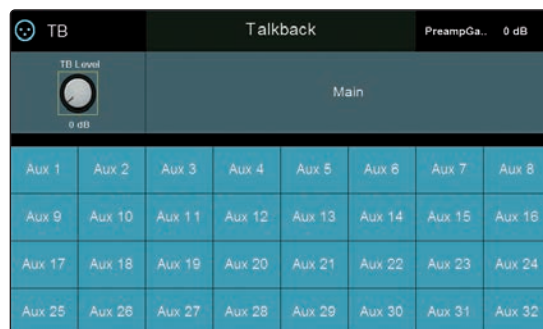 TB Talkback PreampGa.. 0 dB
TB Level
Main
0 dB
Aux 1 Aux 2 Aux 3 Aux 4 Aux 5 Aux 6 Aux 7 Aux 8
Aux 9 Aux 10 Aux 11 Aux 12 Aux 13 Aux 14 Aux 15 Aux 16
Aux 17 Aux 18 Aux 19 Aux 20 Aux 21 Aux 22 Aux 23 Aux 24
Aux 25 Aux 26 Aux 27 Aux 28 Aux 29 Aux 30 Aux 31 Aux 32